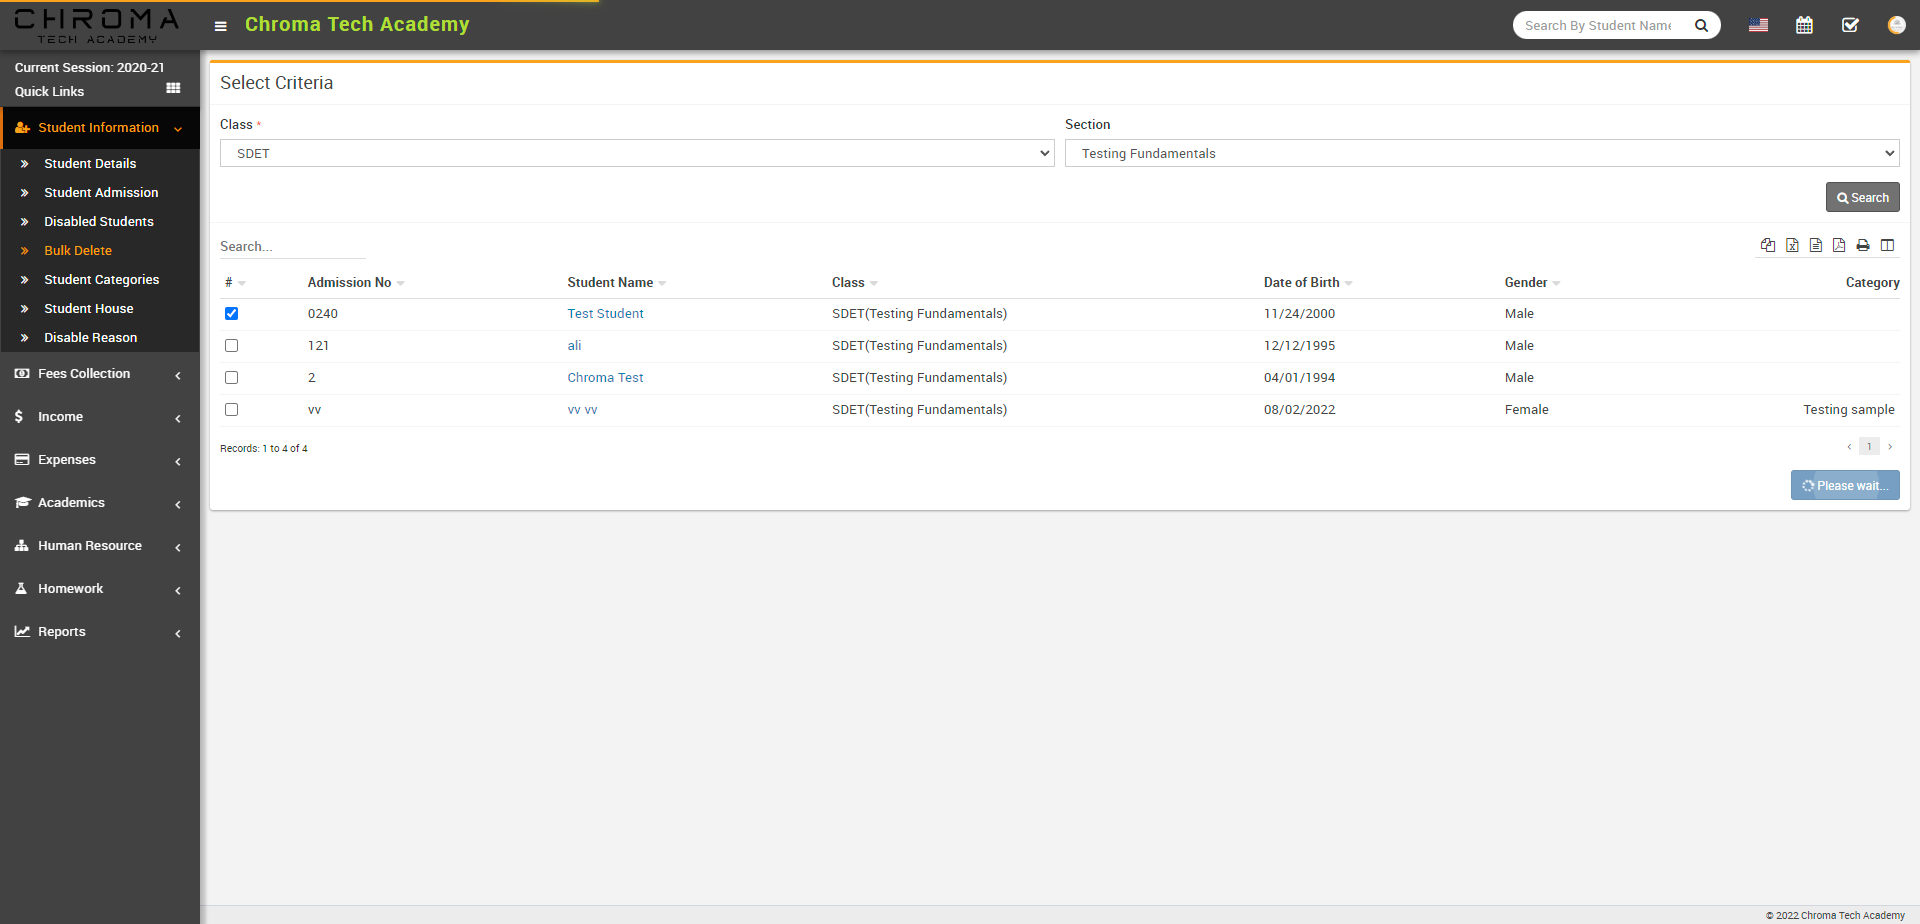 CHROMA
TECH ACADEMY
Chroma Tech Academy
Search By Student Name
Current Session: 2020-21
Quick Links
Student Information
Student Details
Student Admission
Disabled Students
Bulk Delete
Student Categories
Student House
Disable Reason
Fees Collection
Income
Expenses
Academics
Human Resource
Homework
Reports
Select Criteria
Class * Section
SDET Testing Fundamentals
Search
Search...
# Admission No Student Name Class Date of Birth Gender Category
0240 Test Student SDET(Testing Fundamentals) 11/24/2000 Male
121 ali SDET(Testing Fundamentals) 12/12/1995 Male
2 Chroma Test SDET(Testing Fundamentals) 04/01/1994 Male
vv vv vv SDET(Testing Fundamentals) 08/02/2022 Female Testing sample
Records: 1 to 4 of 4
1
Please wait...
© 2022 Chroma Tech Academy